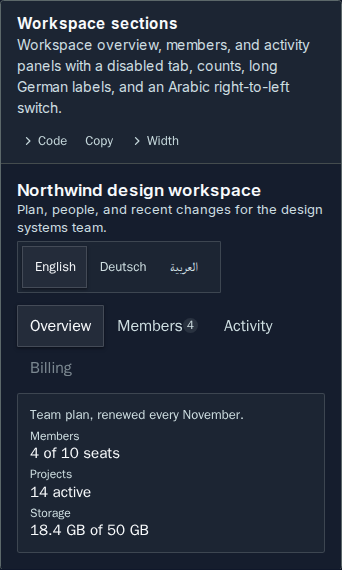 Workspace sections
Workspace overview, members, and activity
panels with a disabled tab, counts, long
German labels, and an Arabic right-to-left
switch.
Code Copy Width
Northwind design workspace
Plan, people, and recent changes for the design
systems team.
English Deutsch العربية
Overview Members 4 Activity
Billing
Team plan, renewed every November.
Members
4 of 10 seats
Projects
14 active
Storage
18.4 GB of 50 GB